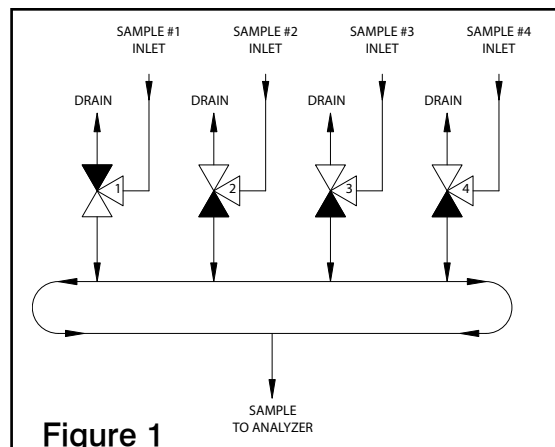 SAMPLE #1 INLET
SAMPLE #2 INLET
SAMPLE #3 INLET
SAMPLE #4 INLET
DRAIN
DRAIN
DRAIN
DRAIN
1
2
3
4
SAMPLE
TO ANALYZER
Figure 1